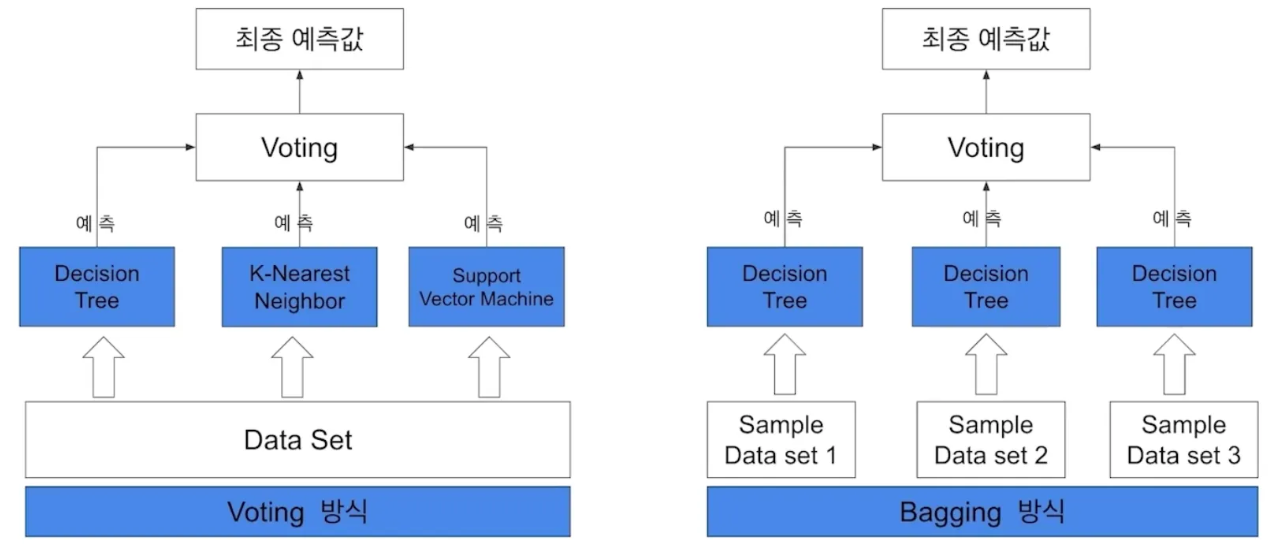 최종 예측값
Voting
예 측
예 측
예 측
Decision
Tree
K-Nearest
Neighbor
Support
Vector Machine
Data Set
Voting 방식
최종 예측값
Voting
예 측
예 측
예 측
Decision
Tree
Decision
Tree
Decision
Tree
Sample
Data set 1
Sample
Data set 2
Sample
Data set 3
Bagging 방식